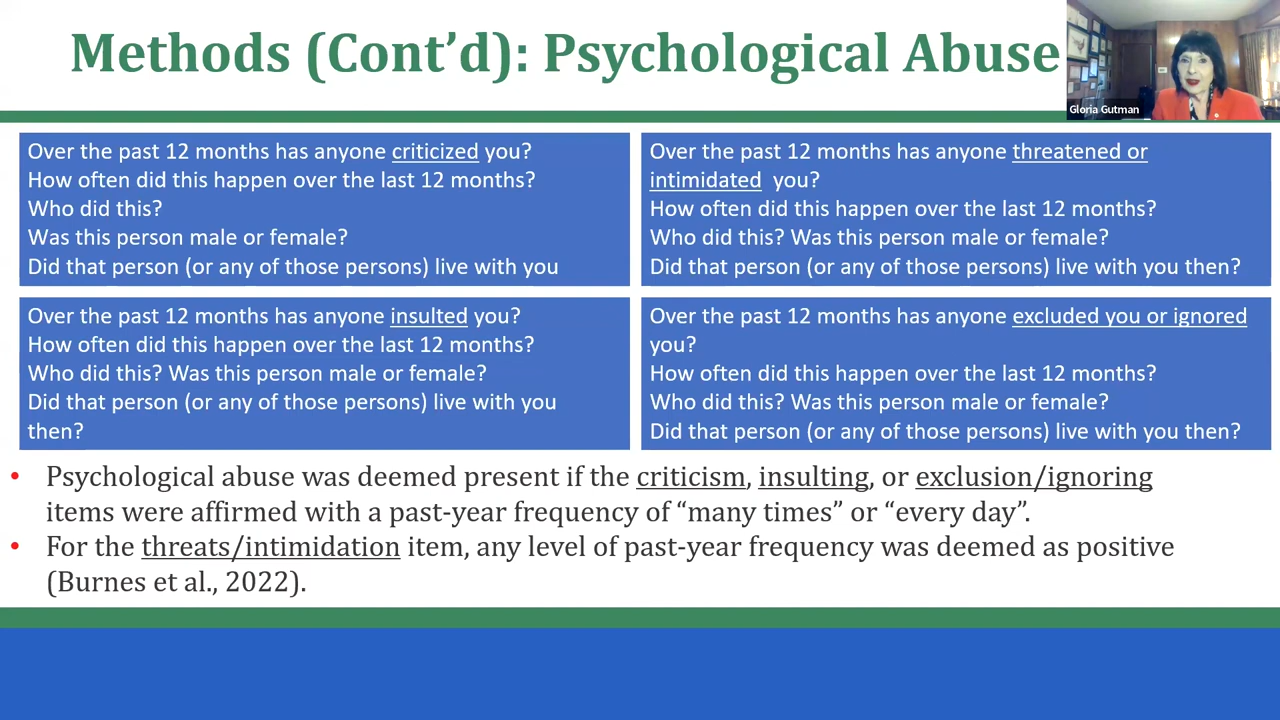 Methods (Cont’d): Psychological Abuse
Gloria Gutman
Over the past 12 months has anyone criticized you?
How often did this happen over the last 12 months?
Who did this?
Was this person male or female?
Did that person (or any of those persons) live with you
Over the past 12 months has anyone threatened or
intimidated you?
How often did this happen over the last 12 months?
Who did this? Was this person male or female?
Did that person (or any of those persons) live with you then?
Over the past 12 months has anyone insulted you?
How often did this happen over the last 12 months?
Who did this? Was this person male or female?
Did that person (or any of those persons) live with you
then?
Over the past 12 months has anyone excluded you or ignored
you?
How often did this happen over the last 12 months?
Who did this? Was this person male or female?
Did that person (or any of those persons) live with you then?
• Psychological abuse was deemed present if the criticism, insulting, or exclusion/ignoring
items were affirmed with a past-year frequency of “many times” or “every day”.
• For the threats/intimidation item, any level of past-year frequency was deemed as positive
(Burnes et al., 2022).